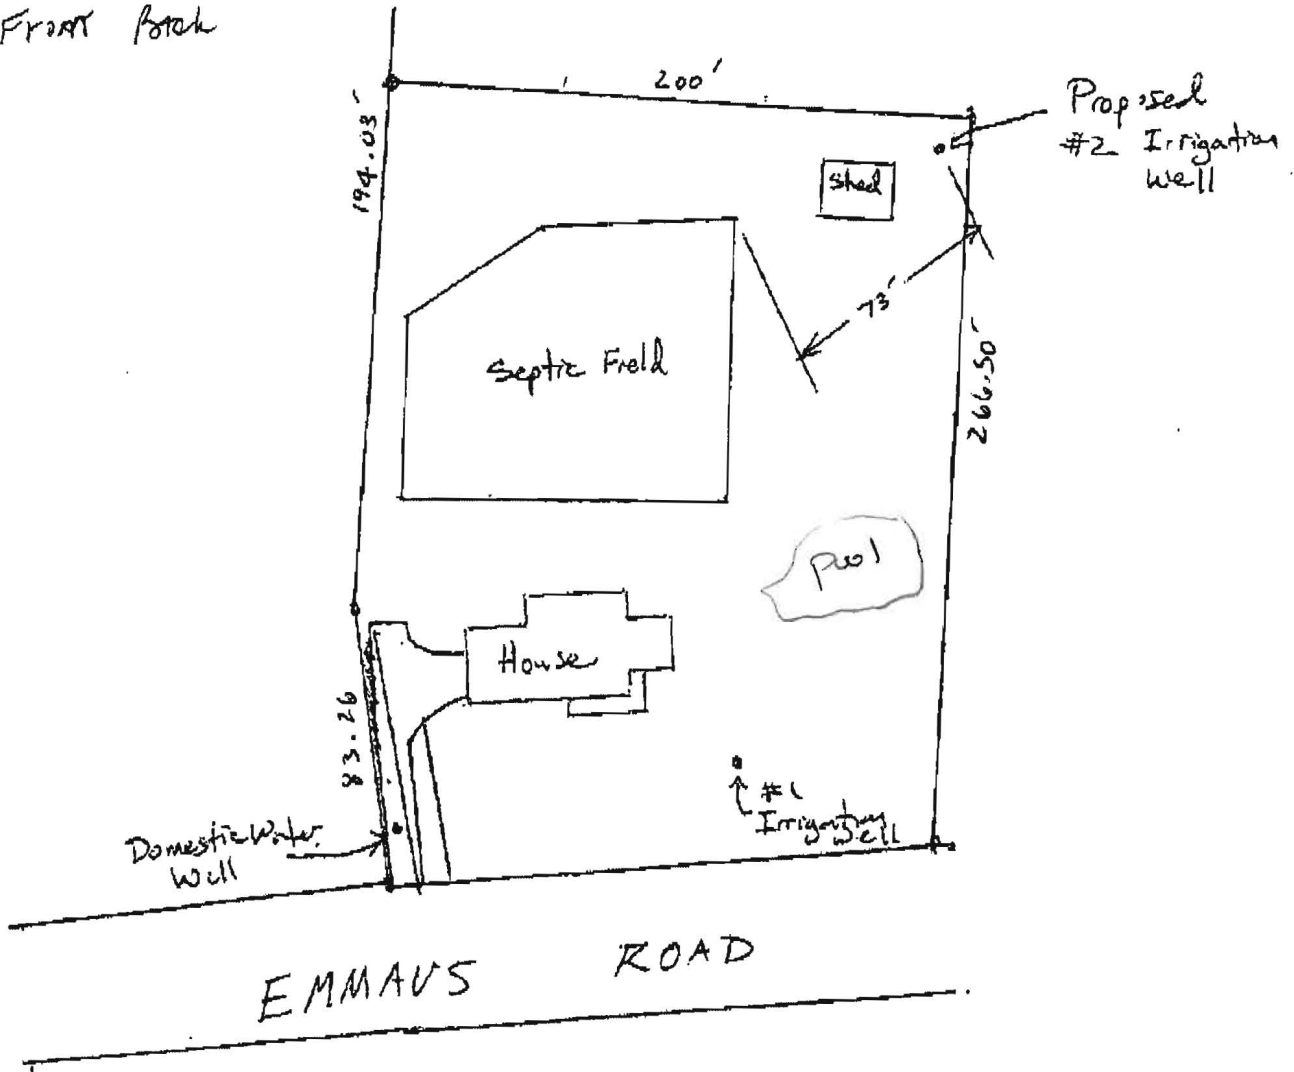 Front Back
200'
194.03'
Proposed
#2 Irrigation
Well
Shed
73'
Septic Field
266.50'
Pool
House
83.26
#1
Irrigation
Well
Domestic Water
Well
EMMAUS ROAD